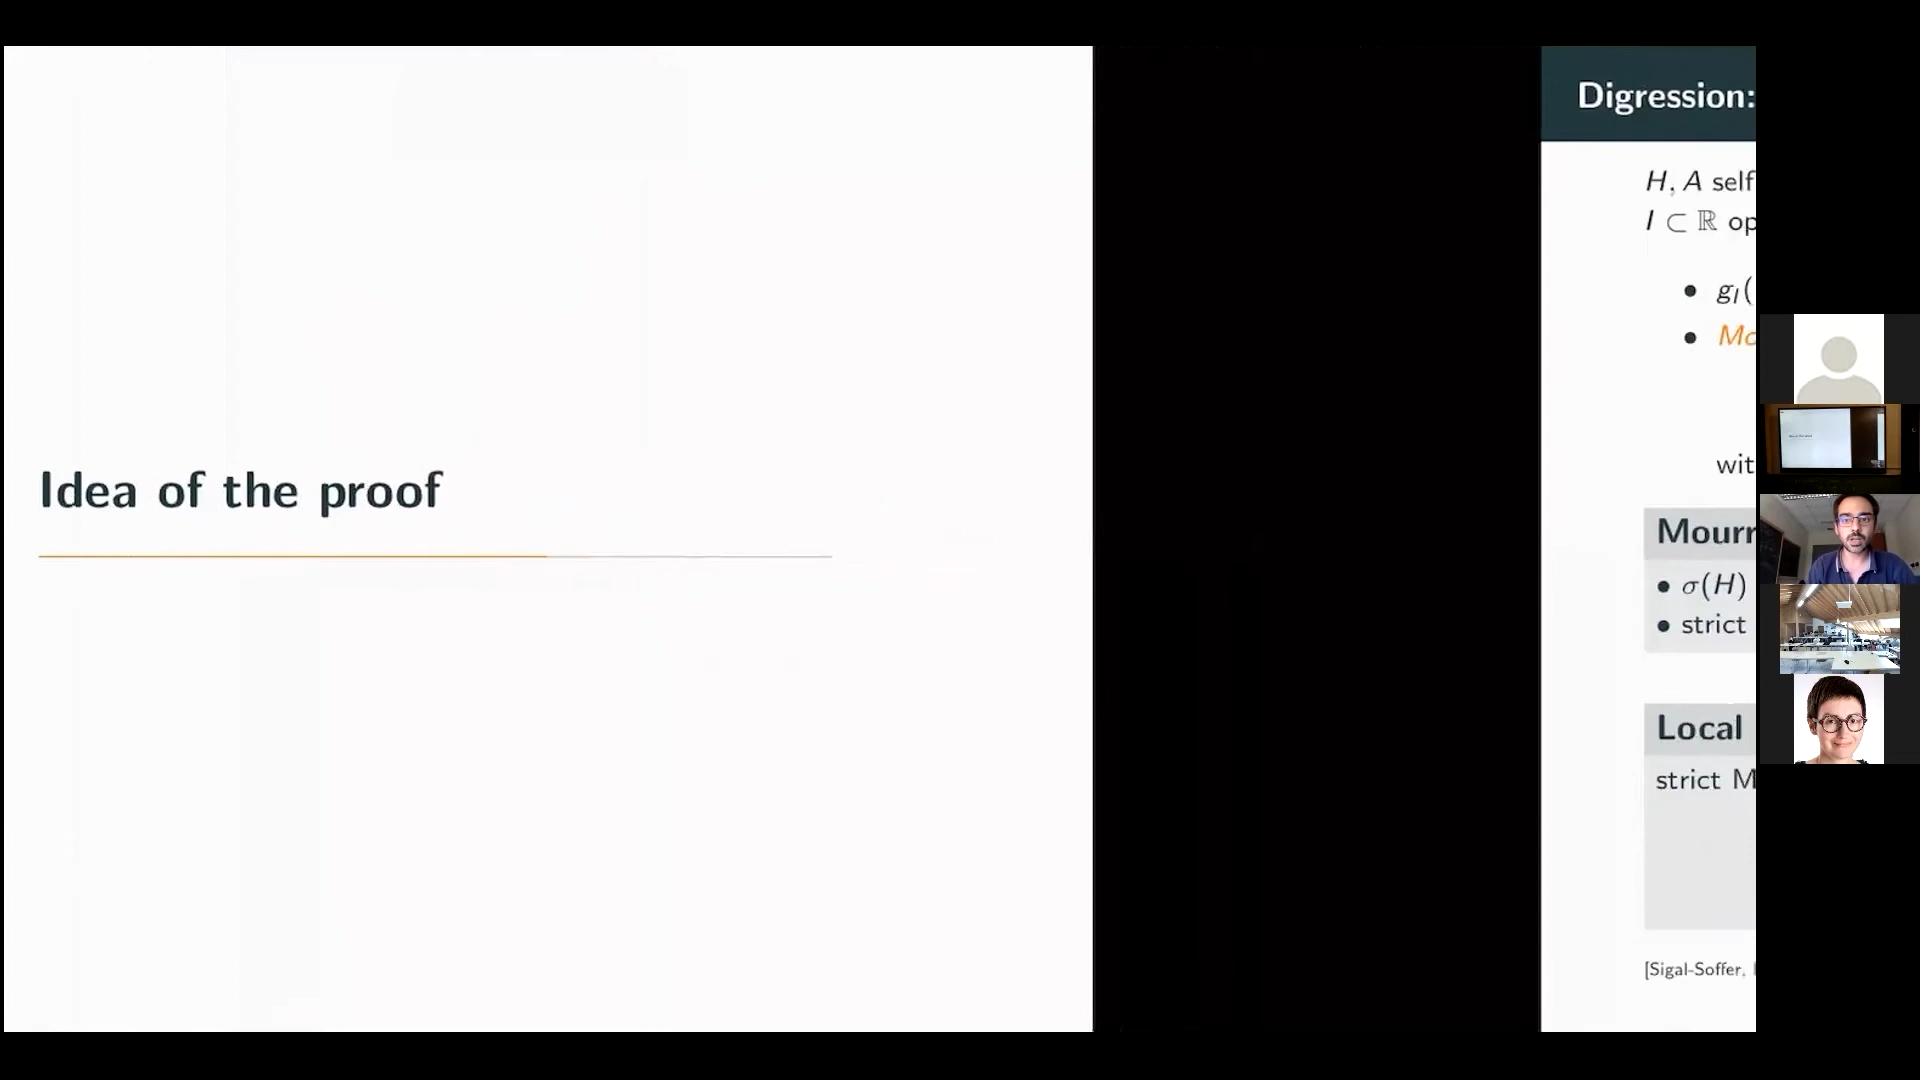 Idea of the proof
Digression:
H, A self
I ⊂ ℝ op
• g_I(
• Mo
wit
Mourr
• σ(H)
• strict
Local
strict M
[Sigal-Soffer,